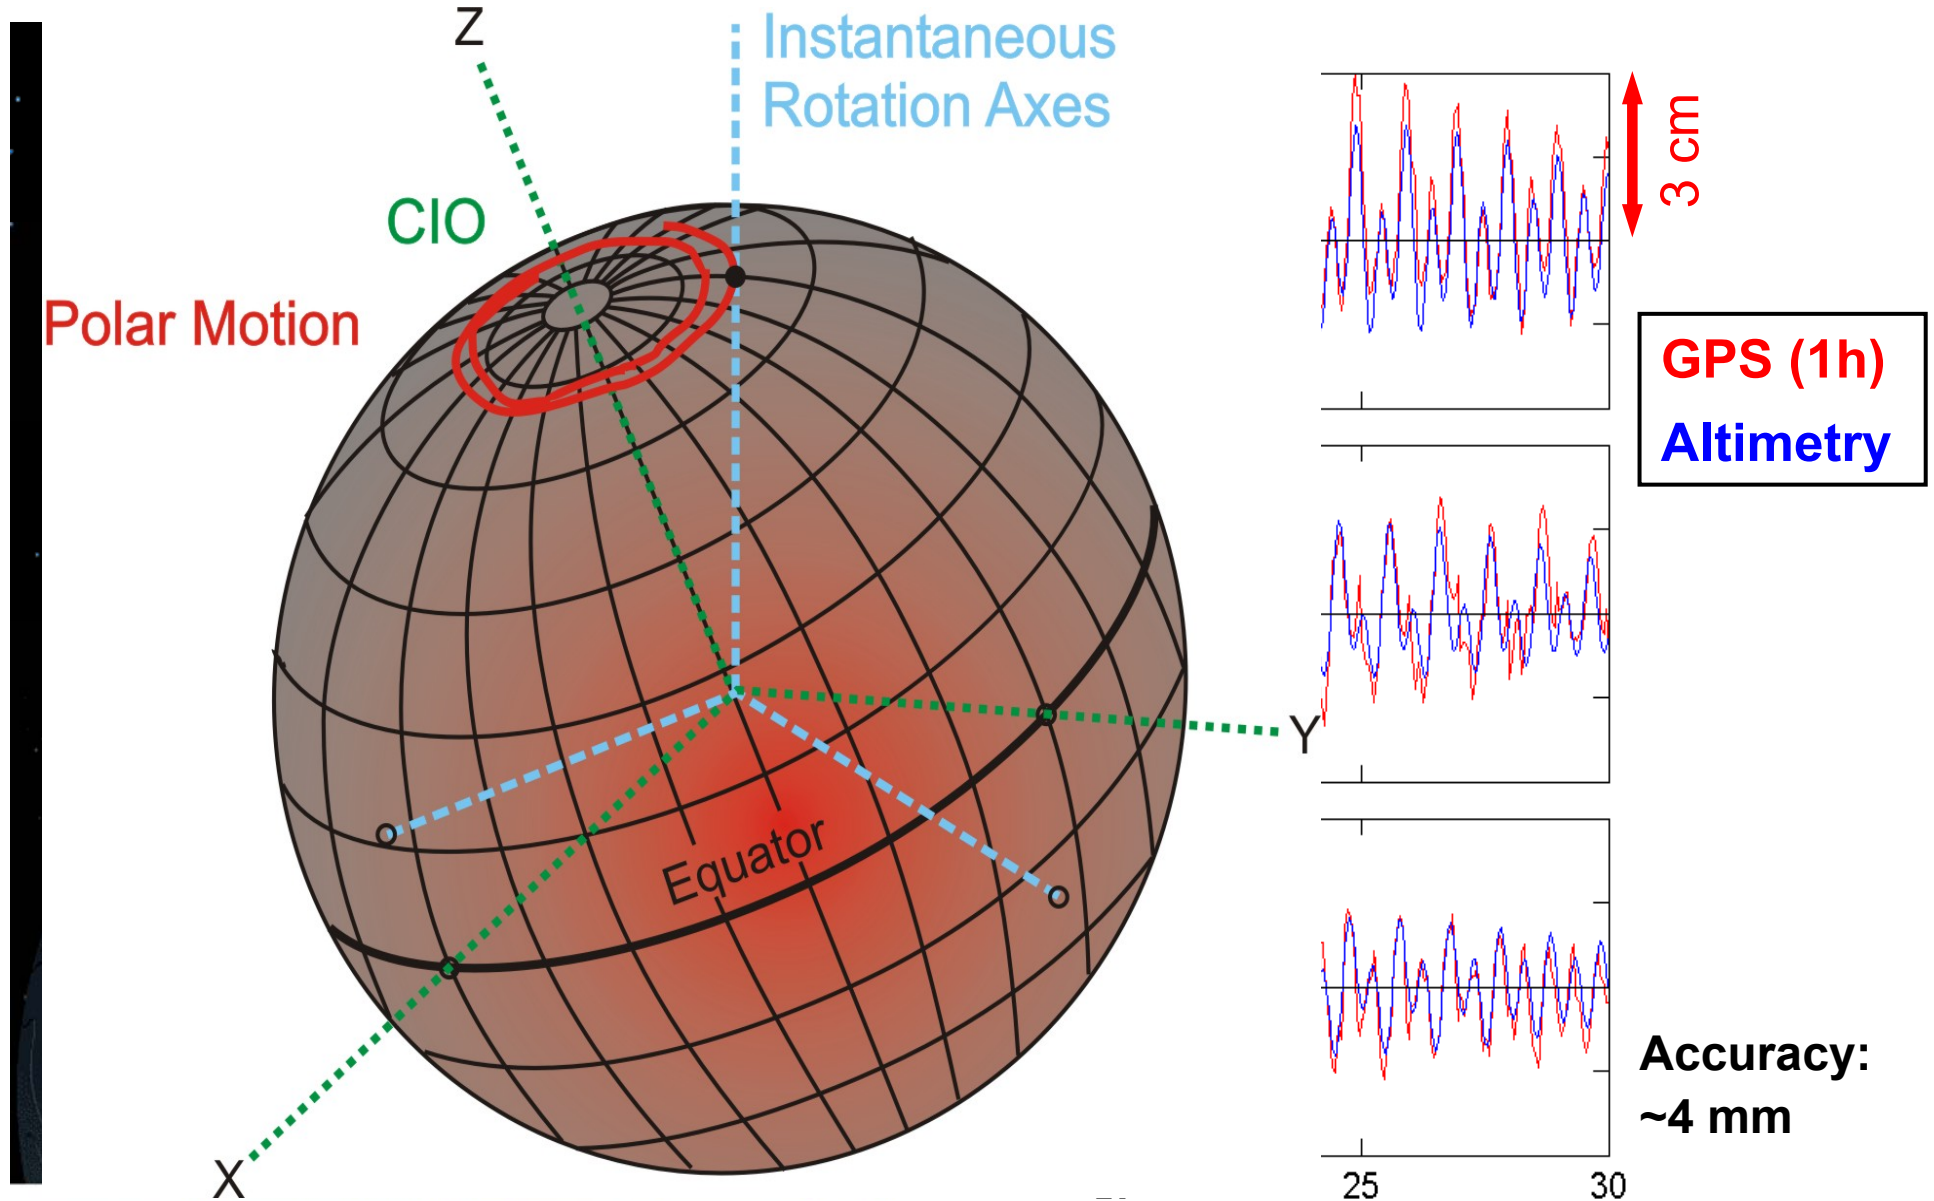 Z
Instantaneous
Rotation Axes
CIO
Polar Motion
Equator
X
Y
3 cm
GPS (1h)
Altimetry
Accuracy:
~4 mm
25
30